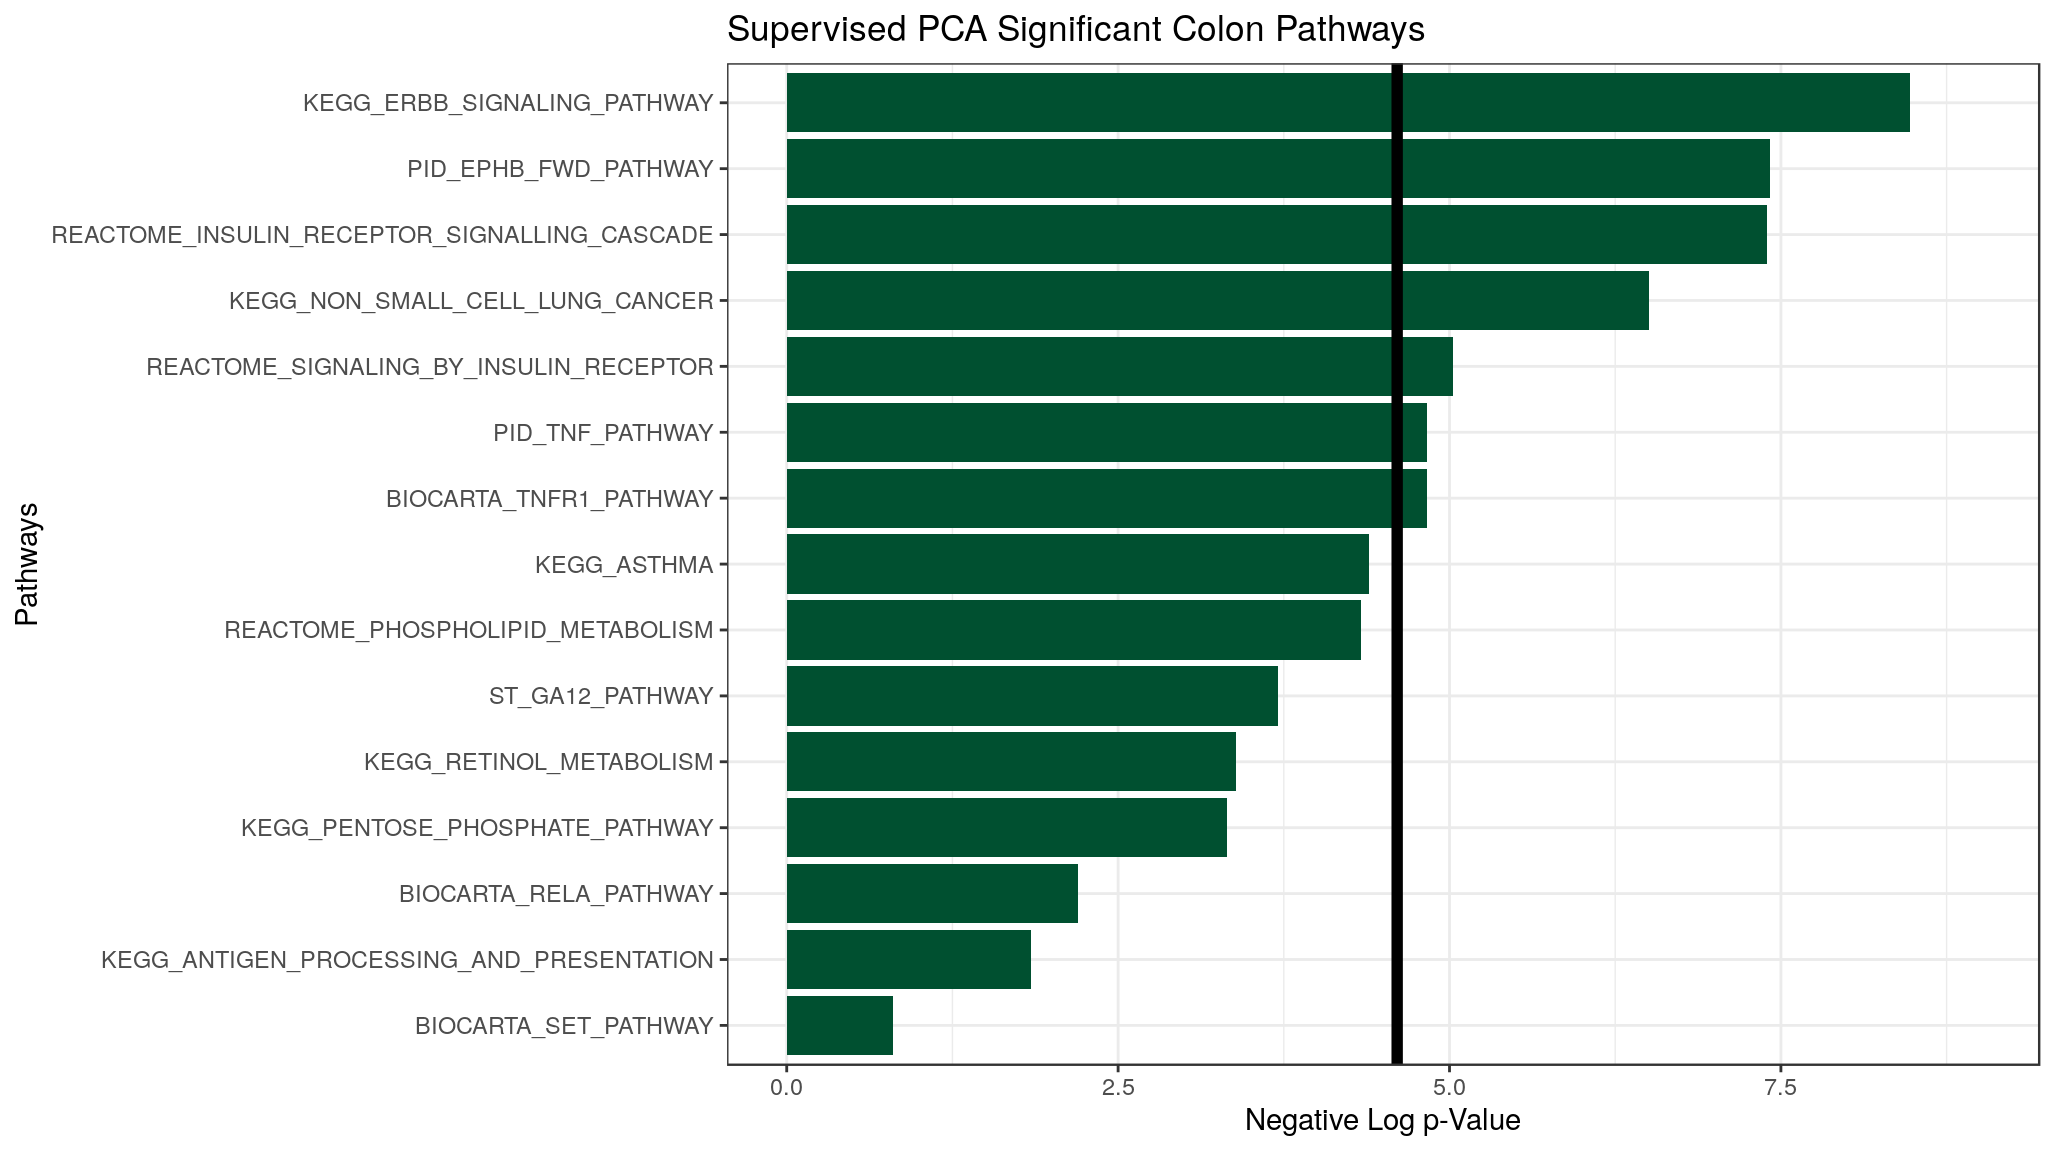 Supervised PCA Significant Colon Pathways
KEGG_ERBB_SIGNALING_PATHWAY
PID_EPHB_FWD_PATHWAY
REACTOME_INSULIN_RECEPTOR_SIGNALLING_CASCADE
KEGG_NON_SMALL_CELL_LUNG_CANCER
REACTOME_SIGNALING_BY_INSULIN_RECEPTOR
PID_TNF_PATHWAY
BIOCARTA_TNFR1_PATHWAY
KEGG_ASTHMA
REACTOME_PHOSPHOLIPID_METABOLISM
ST_GA12_PATHWAY
KEGG_RETINOL_METABOLISM
KEGG_PENTOSE_PHOSPHATE_PATHWAY
BIOCARTA_RELA_PATHWAY
KEGG_ANTIGEN_PROCESSING_AND_PRESENTATION
BIOCARTA_SET_PATHWAY
Pathways
0.0 2.5 5.0 7.5
Negative Log p-Value